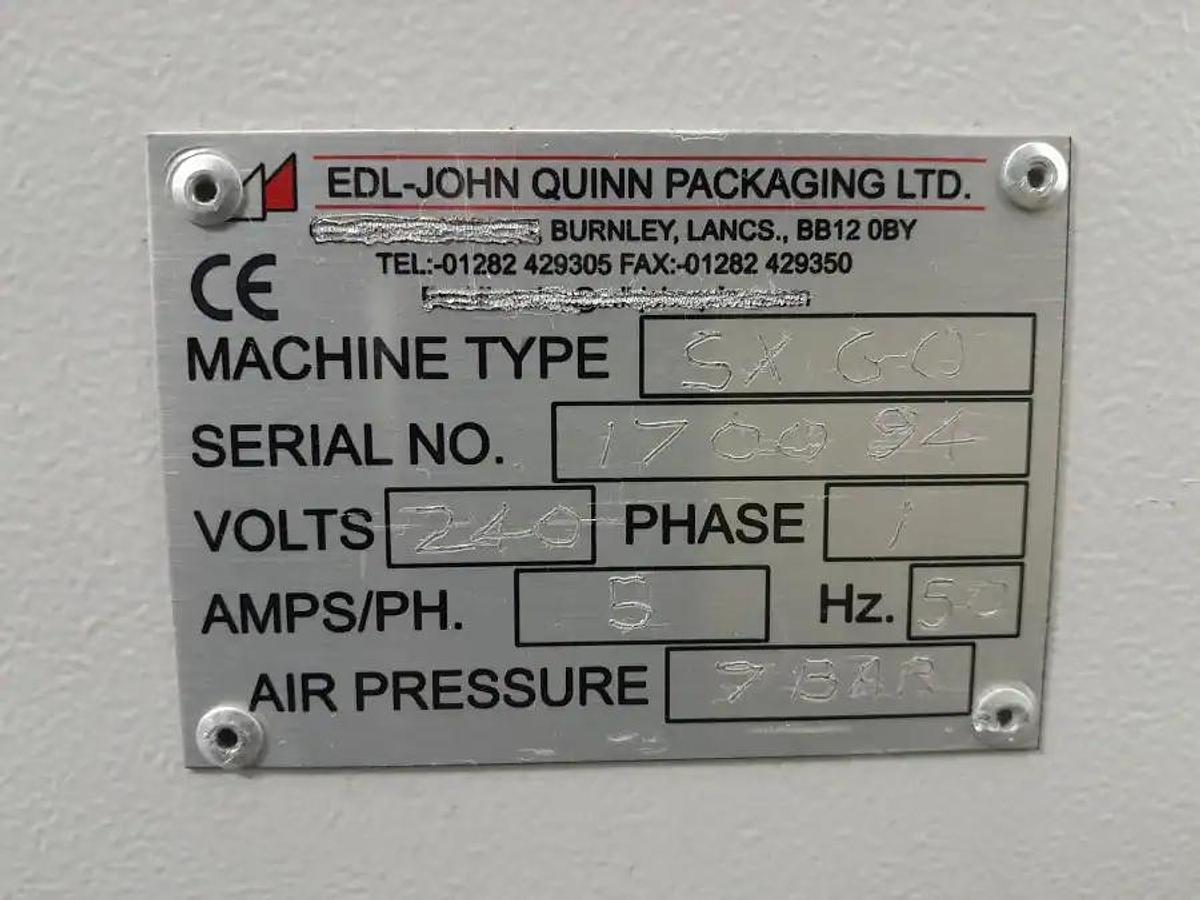 EDL-JOHN QUINN PACKAGING LTD.
BURNLEY, LANCS., BB12 0BY
TEL:-01282 429305 FAX:-01282 429350
CE
MACHINE TYPE SX 60
SERIAL NO. 170094
VOLTS 240 PHASE 1
AMPS/PH. 5 Hz. 50
AIR PRESSURE 7 BAR